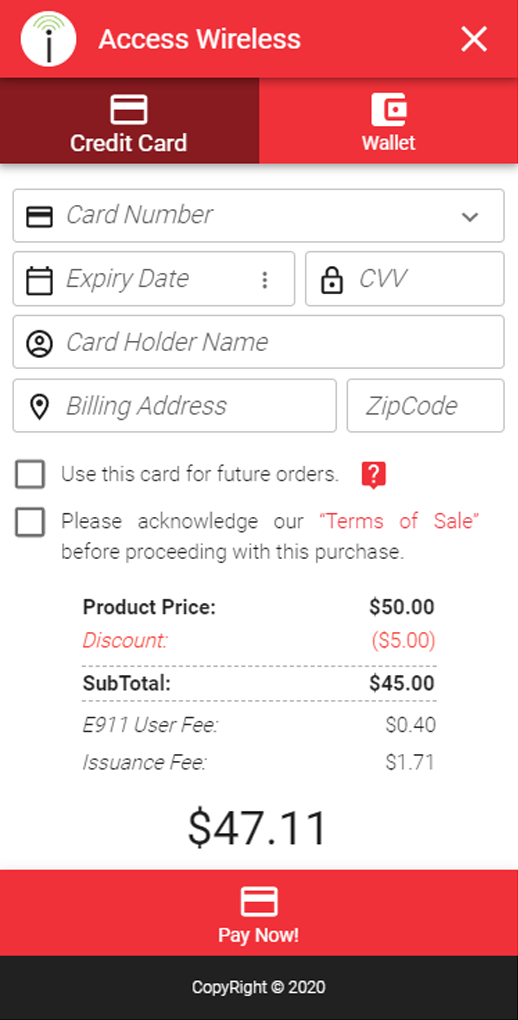 Access Wireless
Credit Card
Wallet
Card Number
Expiry Date
CVV
Card Holder Name
Billing Address
ZipCode
Use this card for future orders. ?
Please acknowledge our “Terms of Sale”
before proceeding with this purchase.
Product Price: $50.00
Discount: ($5.00)
SubTotal: $45.00
E911 User Fee: $0.40
Issuance Fee: $1.71
$47.11
Pay Now!
CopyRight © 2020